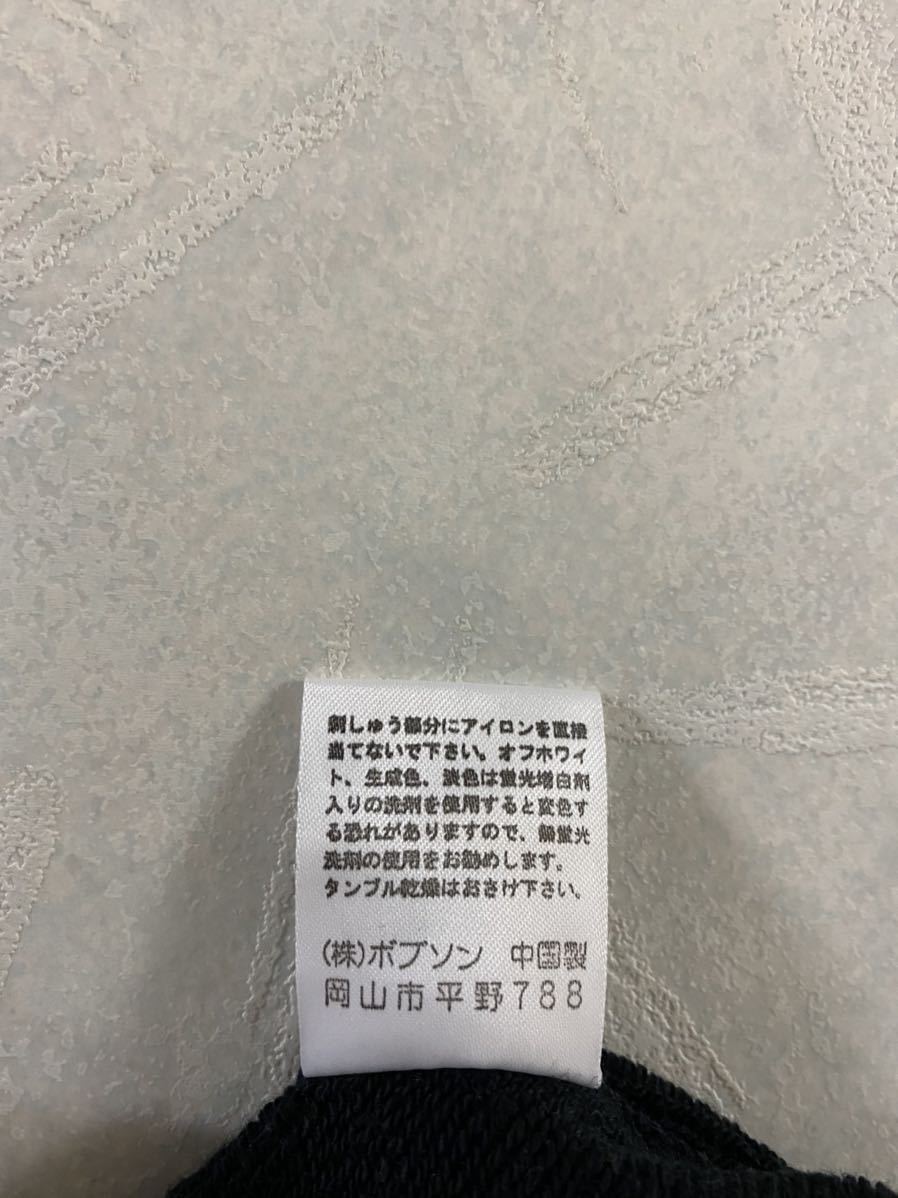 刺しゅう部分にアイロンを直接
当てないで下さい。オフホワイ
ト、生成色、淡色は蛍光増白剤
入りの洗剤を使用すると変色す
る恐れがありますので、無蛍光
洗剤の使用をお勧めします。
タンブル乾燥はおさけ下さい。
(株)ボブソン 中国製
岡山市平野788